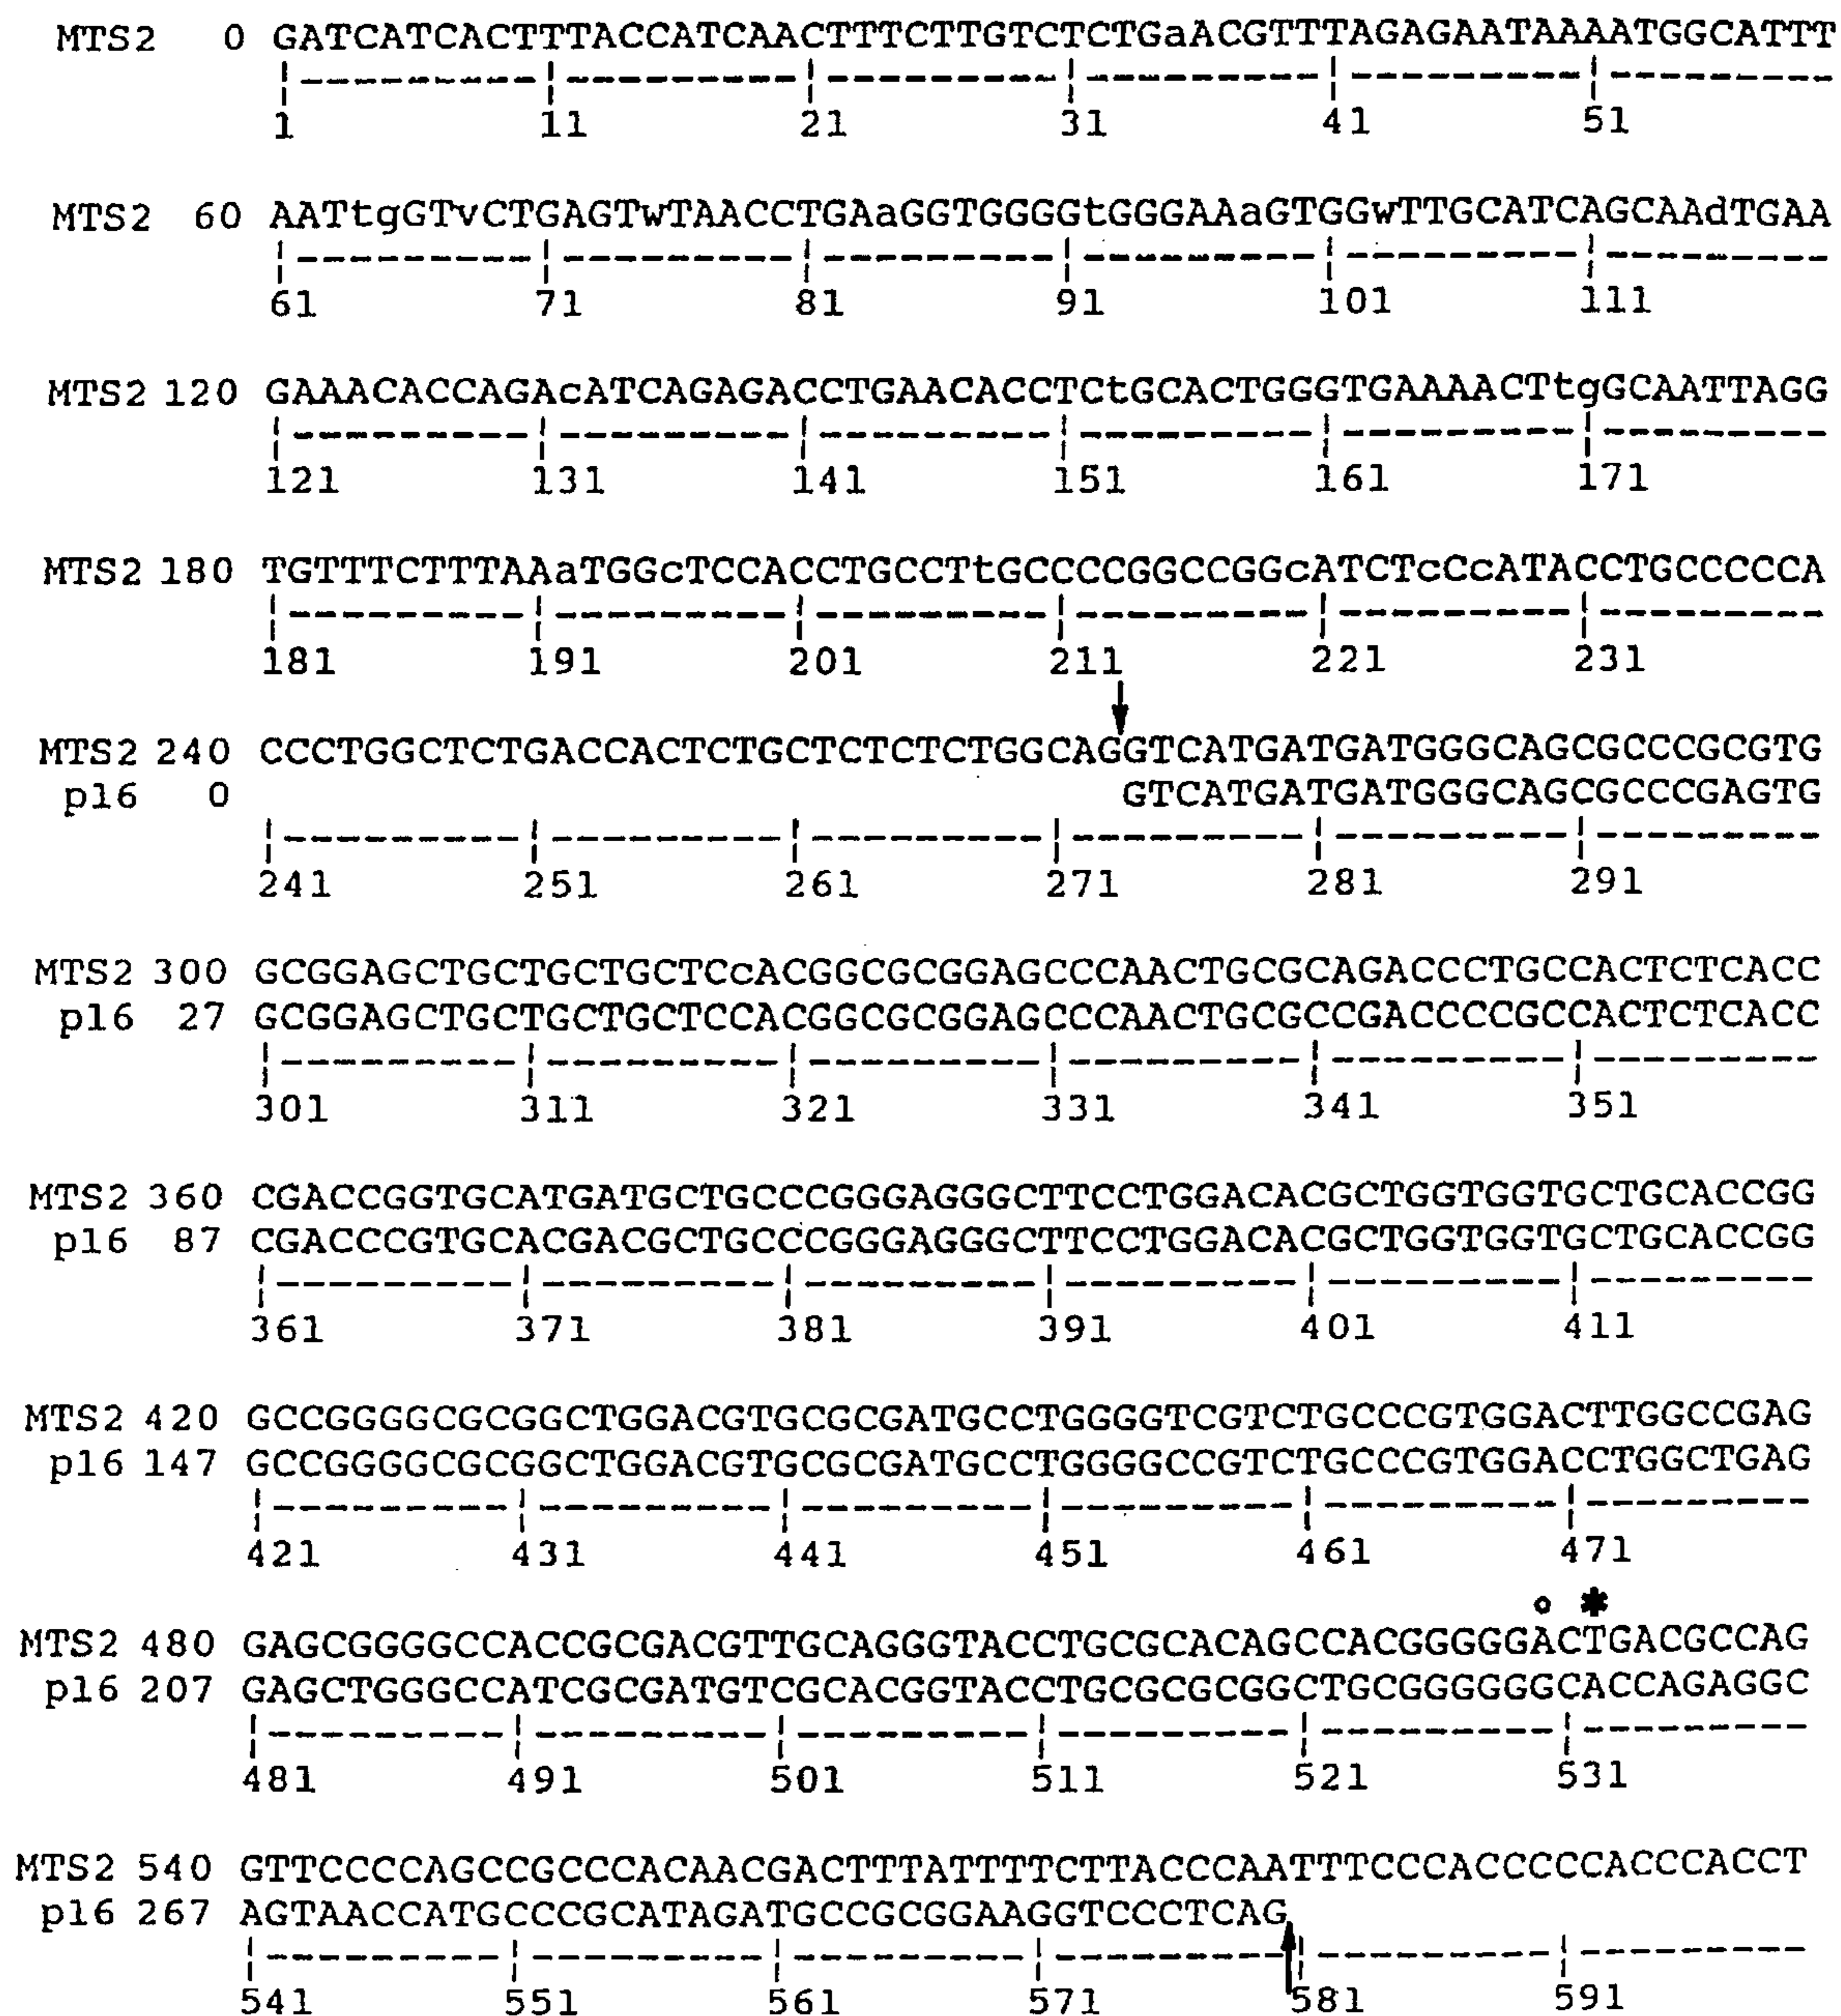 MTS2 0 GATCATCACTTTACCATCAACTTTCTTGTCTCTGaACGTTTAGAGAATAAAATGGCATTT
1 11 21 31 41 51
MTS2 60 AATtggGTvCTGAGTwTAACCTGAaGGTGGGGtGGGAAaGTGGwTTGCATCAGCAAdTGAA
61 71 81 91 101 111
MTS2 120 GAAACACCAGAcATCAGAGACCTGAACACCTCtGCACTGGGTGAAAACTtgGCAATTAGG
121 131 141 151 161 171
MTS2 180 TGTTTCTTTAAaTGGcTCCACCTGCCTtGCCCCGGCCGGcATCTcCcATACCTGCCCCCA
181 191 201 211 221 231
MTS2 240 CCCTGGCTCTGACCACTCTGCTCTCTCTGGCAGGTCATGATGATGGGCAGCGCCCGCGTG
p16 0 GTCATGATGATGGGCAGCGCCCGAGTG
241 251 261 271 281 291
MTS2 300 GCGGAGCTGCTGCTGCTCcACGGCGCGGAGCCCAACTGCGCAGACCCTGCCACTCTCACC
p16 27 GCGGAGCTGCTGCTGCTCCACGGCGCGGAGCCCAACTGCGCCGACCCCGCCACTCTCACC
301 311 321 331 341 351
MTS2 360 CGACCGGTGCATGATGCTGCCCGGGAGGGCTTCCTGGACACGCTGGTGGTGCTGCACCGG
p16 87 CGACCCGTGCACGACGCTGCCCGGGAGGGCTTCCTGGACACGCTGGTGGTGCTGCACCGG
361 371 381 391 401 411
MTS2 420 GCCGGGGCGCGGCTGGACGTGCGCGATGCCTGGGGTCGTCTGCCCGTGGACTTGGCCGAG
p16 147 GCCGGGGCGCGGCTGGACGTGCGCGATGCCTGGGGCCGTCTGCCCGTGGACCTGGCTGAG
421 431 441 451 461 471
° *
MTS2 480 GAGCGGGGCCACCGCGACGTTGCAGGGTACCTGCGCACAGCCACGGGGGACTGACGCCAG
p16 207 GAGCTGGGCCATCGCGATGTCGCACGGTACCTGCGCGCGGCTGCGGGGGGCACCAGAGGC
481 491 501 511 521 531
MTS2 540 GTTCCCCAGCCGCCCACAACGACTTTATTTTCTTACCCAATTTCCCACCCCCACCCACCT
p16 267 AGTAACCATGCCCGCATAGATGCCGCGGAAGGTCCCTCAG
541 551 561 571 581 591